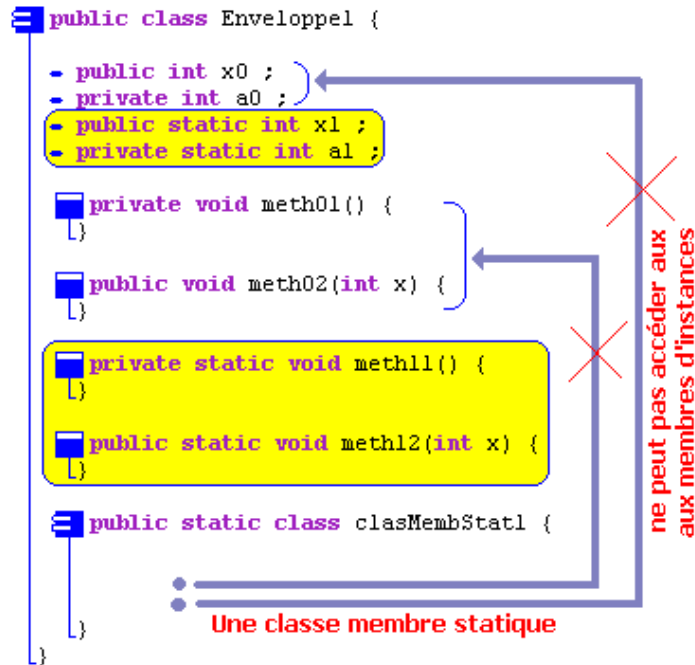 public class Enveloppe1 {
public int x0 ;
private int a0 ;
public static int x1 ;
private static int a1 ;
private void meth01() {
}
public void meth02(int x) {
}
private static void meth11() {
}
public static void meth12(int x) {
}
public static class clasMembStat1 {
}
}
Une classe membre statique
ne peut pas accéder aux
aux membres d'instances